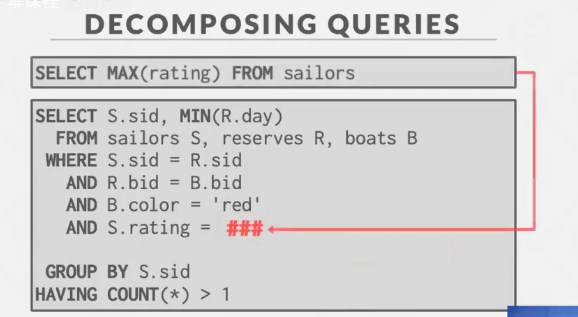 DECOMPOSING QUERIES
SELECT MAX(rating) FROM sailors
SELECT S.sid, MIN(R.day)
FROM sailors S, reserves R, boats B
WHERE S.sid = R.sid
AND R.bid = B.bid
AND B.color = 'red'
AND S.rating = ###
GROUP BY S.sid
HAVING COUNT(*) > 1